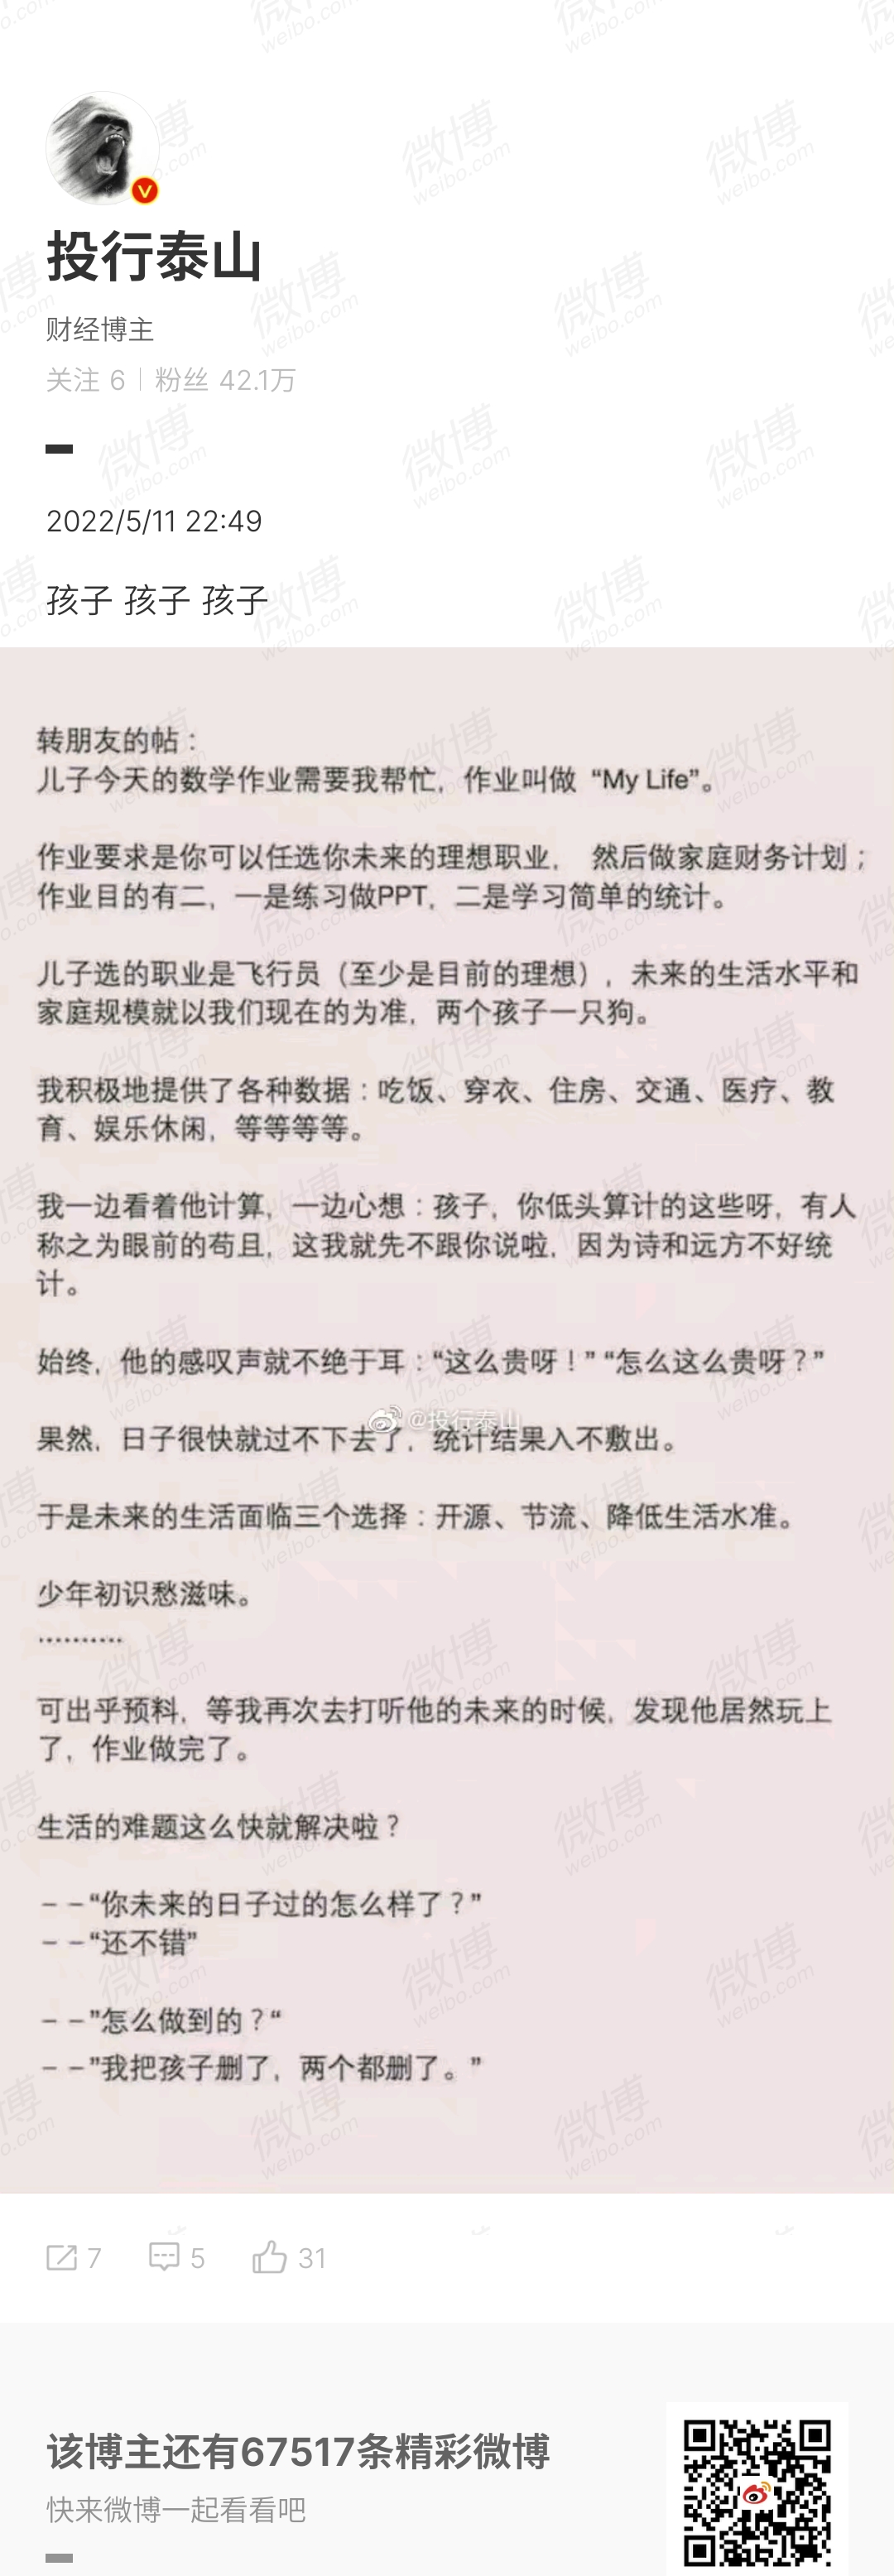 投行泰山
财经博主
关注 6 | 粉丝 42.1万
2022/5/11 22:49
孩子 孩子 孩子
转朋友的帖：
儿子今天的数学作业需要我帮忙，作业叫做 “My Life”。
作业要求是你可以任选你未来的理想职业， 然后做家庭财务计划；
作业目的有二，一是练习做PPT，二是学习简单的统计。
儿子选的职业是飞行员（至少是目前的理想），未来的生活水平和
家庭规模就以我们现在的为准，两个孩子一只狗。
我积极地提供了各种数据：吃饭、穿衣、住房、交通、医疗、教
育、娱乐休闲，等等等等。
我一边看着他计算，一边心想：孩子，你低头算计的这些呀，有人
称之为眼前的苟且，这我就先不跟你说啦，因为诗和远方不好统
计。
始终，他的感叹声就不绝于耳：“这么贵呀！” “怎么这么贵呀？”
@投行泰山
果然，日子很快就过不下去了，统计结果入不敷出。
于是未来的生活面临三个选择：开源、节流、降低生活水准。
少年初识愁滋味。
··········
可出乎预料，等我再次去打听他的未来的时候，发现他居然玩上
了，作业做完了。
生活的难题这么快就解决啦？
－－“你未来的日子过的怎么样了？”
－－“还不错”
－－”怎么做到的？“
－－”我把孩子删了，两个都删了。”
7 5 31
该博主还有67517条精彩微博
快来微博一起看看吧
微博
weibo.com